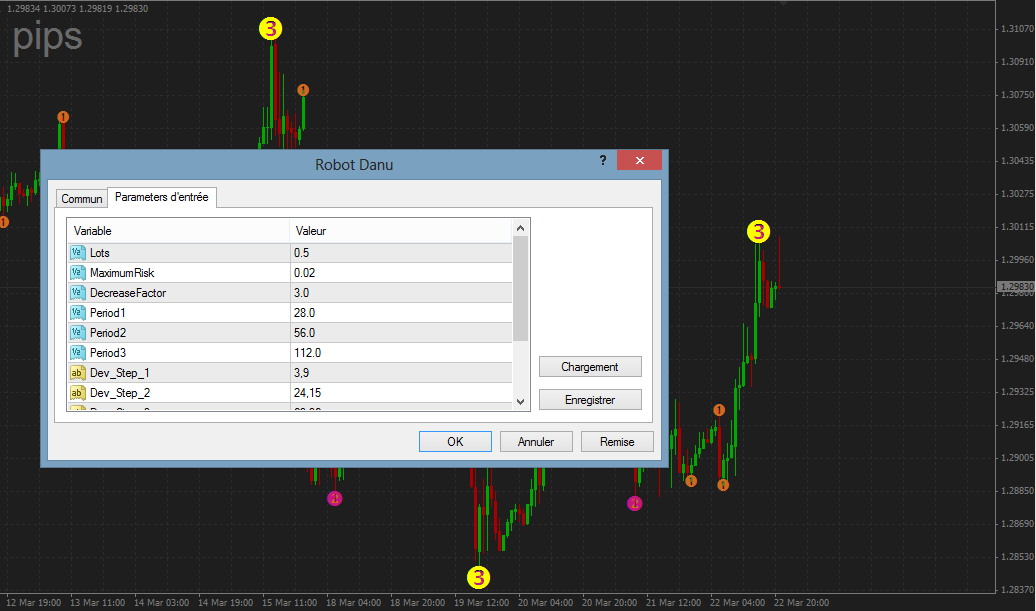 1.29834 1.30073 1.29819 1.29830
pips
3
1
1
1
Robot Danu
?
Commun
Parameters d'entrée
Variable Valeur
Lots 0.5
MaximumRisk 0.02
DecreaseFactor 3.0
Period1 28.0
Period2 56.0
Period3 112.0
ab Dev_Step_1 3,9
ab Dev_Step_2 24,15
Chargement
Enregistrer
OK
Annuler
Remise
3
1
3
1.31070
1.30910
1.30750
1.30590
1.30435
1.30275
1.30115
1.29960
1.29830
1.29640
1.29480
1.29325
1.29165
1.29005
1.28850
1.28690
1.28530
1.28370
12 Mar 19:00
13 Mar 11:00
14 Mar 03:00
14 Mar 19:00
15 Mar 11:00
18 Mar 04:00
18 Mar 20:00
19 Mar 12:00
20 Mar 04:00
20 Mar 20:00
21 Mar 12:00
22 Mar 04:00
22 Mar 20:00